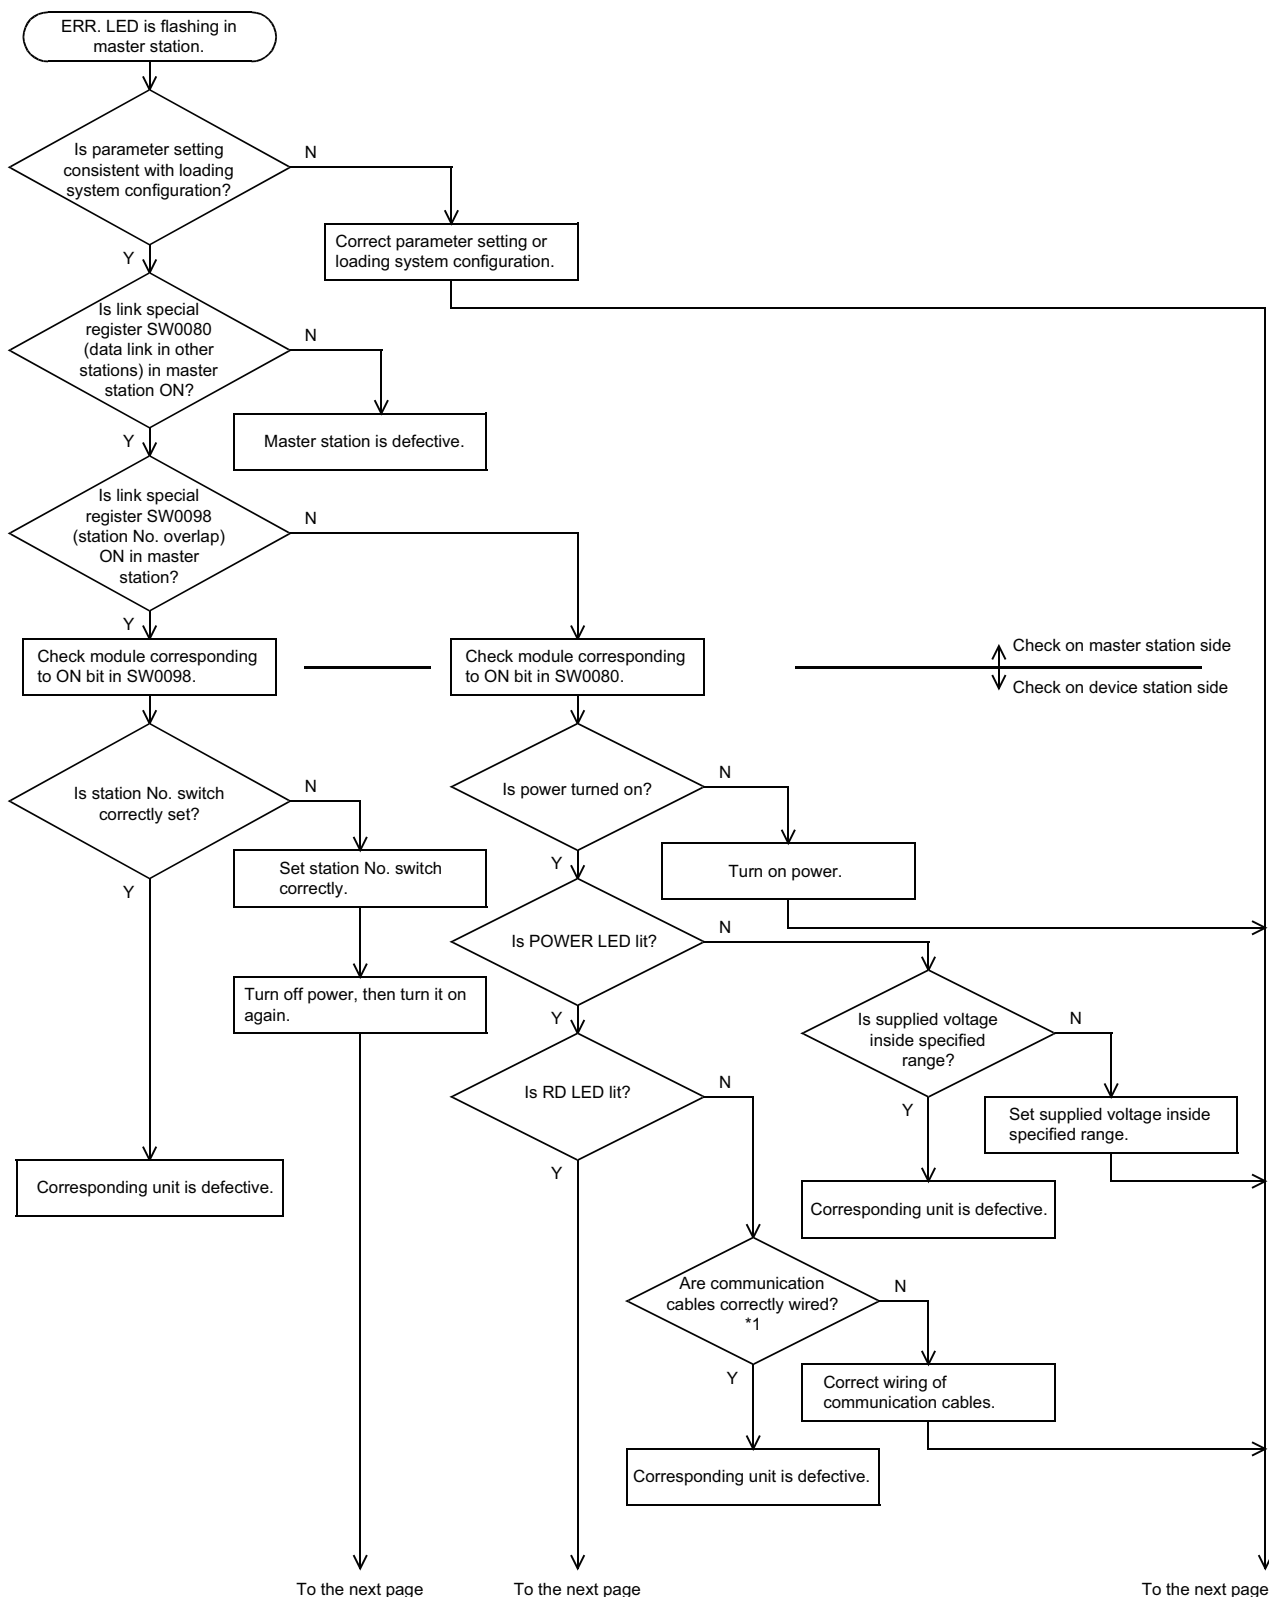 ERR. LED is flashing in
master station.
Is parameter setting
consistent with loading
system configuration?
N
Y
Correct parameter setting or
loading system configuration.
Is link special
register SW0080
(data link in other
stations) in master
station ON?
N
Y
Master station is defective.
Is link special
register SW0098
(station No. overlap)
ON in master
station?
N
Y
Check module corresponding
to ON bit in SW0098.
Check module corresponding
to ON bit in SW0080.
Check on master station side
Check on device station side
Is station No. switch
correctly set?
N
Y
Set station No. switch
correctly.
Turn off power, then turn it on
again.
Corresponding unit is defective.
Is power turned on?
N
Y
Turn on power.
Is POWER LED lit?
N
Y
Is supplied voltage
inside specified
range?
N
Y
Set supplied voltage inside
specified range.
Corresponding unit is defective.
Is RD LED lit?
N
Y
Are communication
cables correctly wired?
*1
N
Y
Correct wiring of
communication cables.
Corresponding unit is defective.
To the next page
To the next page
To the next page